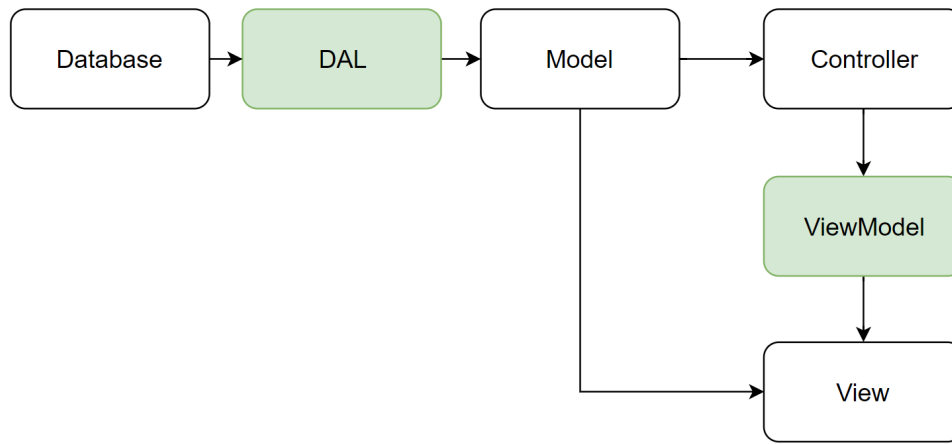 Database
DAL
Model
Controller
ViewModel
View